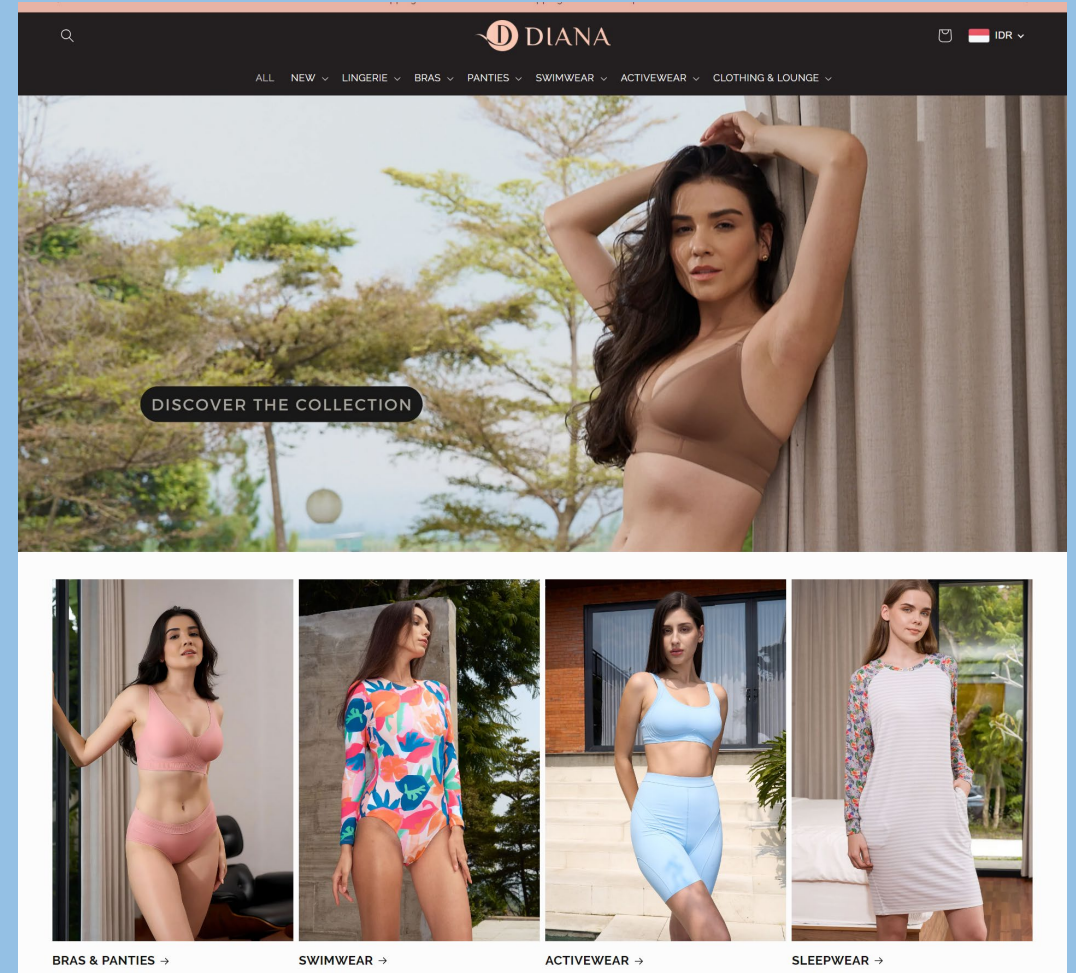 DIANA
IDR
ALL NEW LINGERIE BRAS PANTIES SWIMWEAR ACTIVEWEAR CLOTHING & LOUNGE
DISCOVER THE COLLECTION
BRAS & PANTIES → SWIMWEAR → ACTIVEWEAR → SLEEPWEAR →